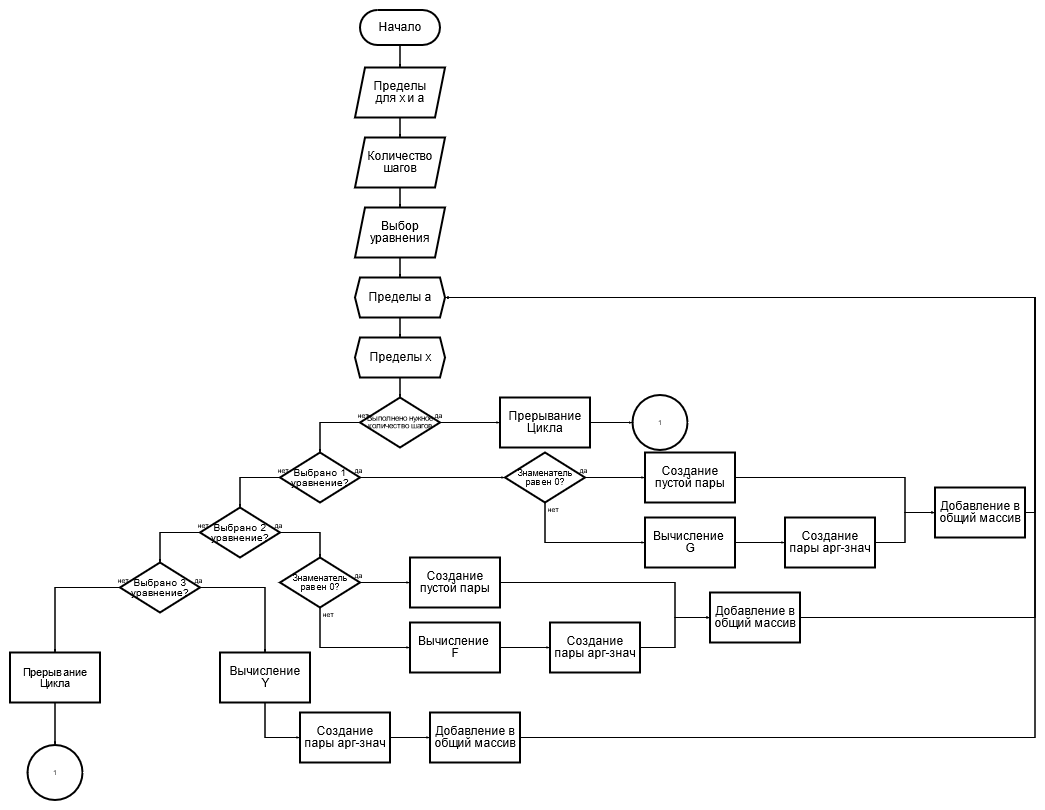 Начало
Пределы
для x и a
Количество
шагов
Выбор
уравнения
Пределы a
Пределы x
нет
Выполнено нужное
количество шагов
да
Прерывание
Цикла
1
нет
Выбрано 1
уравнение?
да
Знаменатель
равен 0?
да
нет
Создание
пустой пары
Вычисление
G
Создание
пары арг-знач
Добавление в
общий массив
нет
Выбрано 2
уравнение?
да
Знаменатель
равен 0?
да
нет
Создание
пустой пары
Вычисление
F
Создание
пары арг-знач
Добавление в
общий массив
нет
Выбрано 3
уравнение?
да
Прерывание
Цикла
1
Вычисление
Y
Создание
пары арг-знач
Добавление в
общий массив